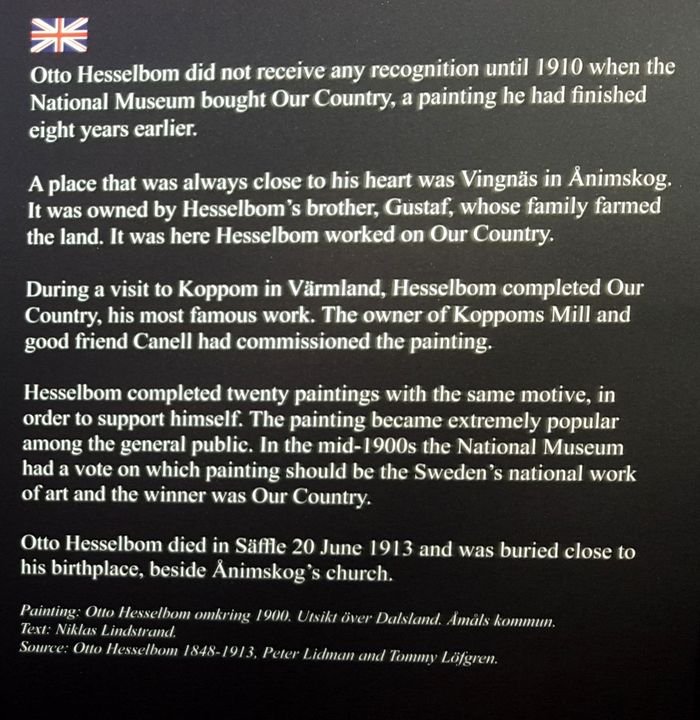 Otto Hesselbom did not receive any recognition until 1910 when the
National Museum bought Our Country, a painting he had finished
eight years earlier.
A place that was always close to his heart was Vingnäs in Ånimskog.
It was owned by Hesselbom's brother, Gustaf, whose family farmed
the land. It was here Hesselbom worked on Our Country.
During a visit to Koppom in Värmland, Hesselbom completed Our
Country, his most famous work. The owner of Koppoms Mill and
good friend Canell had commissioned the painting.
Hesselbom completed twenty paintings with the same motive, in
order to support himself. The painting became extremely popular
among the general public. In the mid-1900s the National Museum
had a vote on which painting should be the Sweden's national work
of art and the winner was Our Country.
Otto Hesselbom died in Säffle 20 June 1913 and was buried close to
his birthplace, beside Ånimskog's church.
Painting: Otto Hesselbom omkring 1900. Utsikt över Dalsland. Åmåls kommun.
Text: Niklas Lindstrand.
Source: Otto Hesselbom 1848-1913, Peter Lidman and Tommy Löfgren.